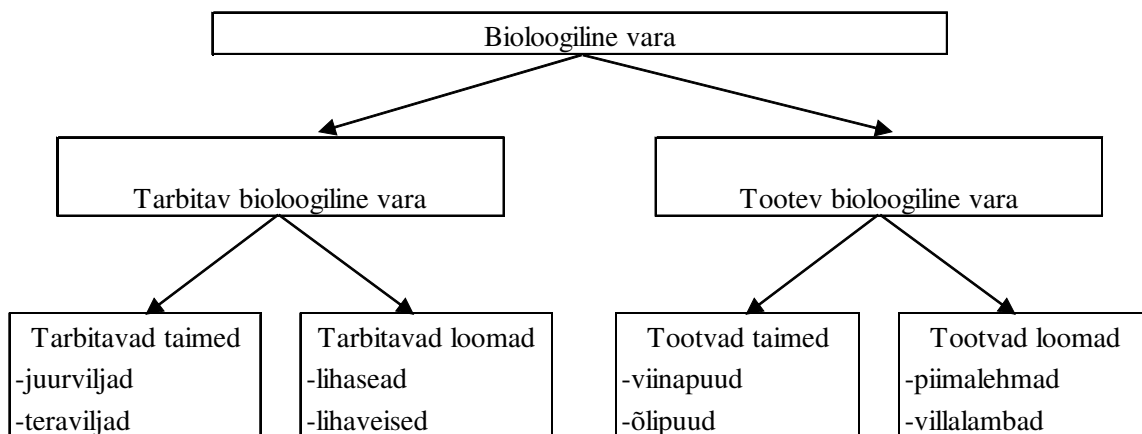 Bioloogiline vara
Tarbitav bioloogiline vara
Tootev bioloogiline vara
Tarbitavad taimed
-juurviljad
-teraviljad
Tarbitavad loomad
-lihasead
-lihaveised
Tootvad taimed
-viinapuud
-õlipuud
Tootvad loomad
-piimalehmad
-villalambad